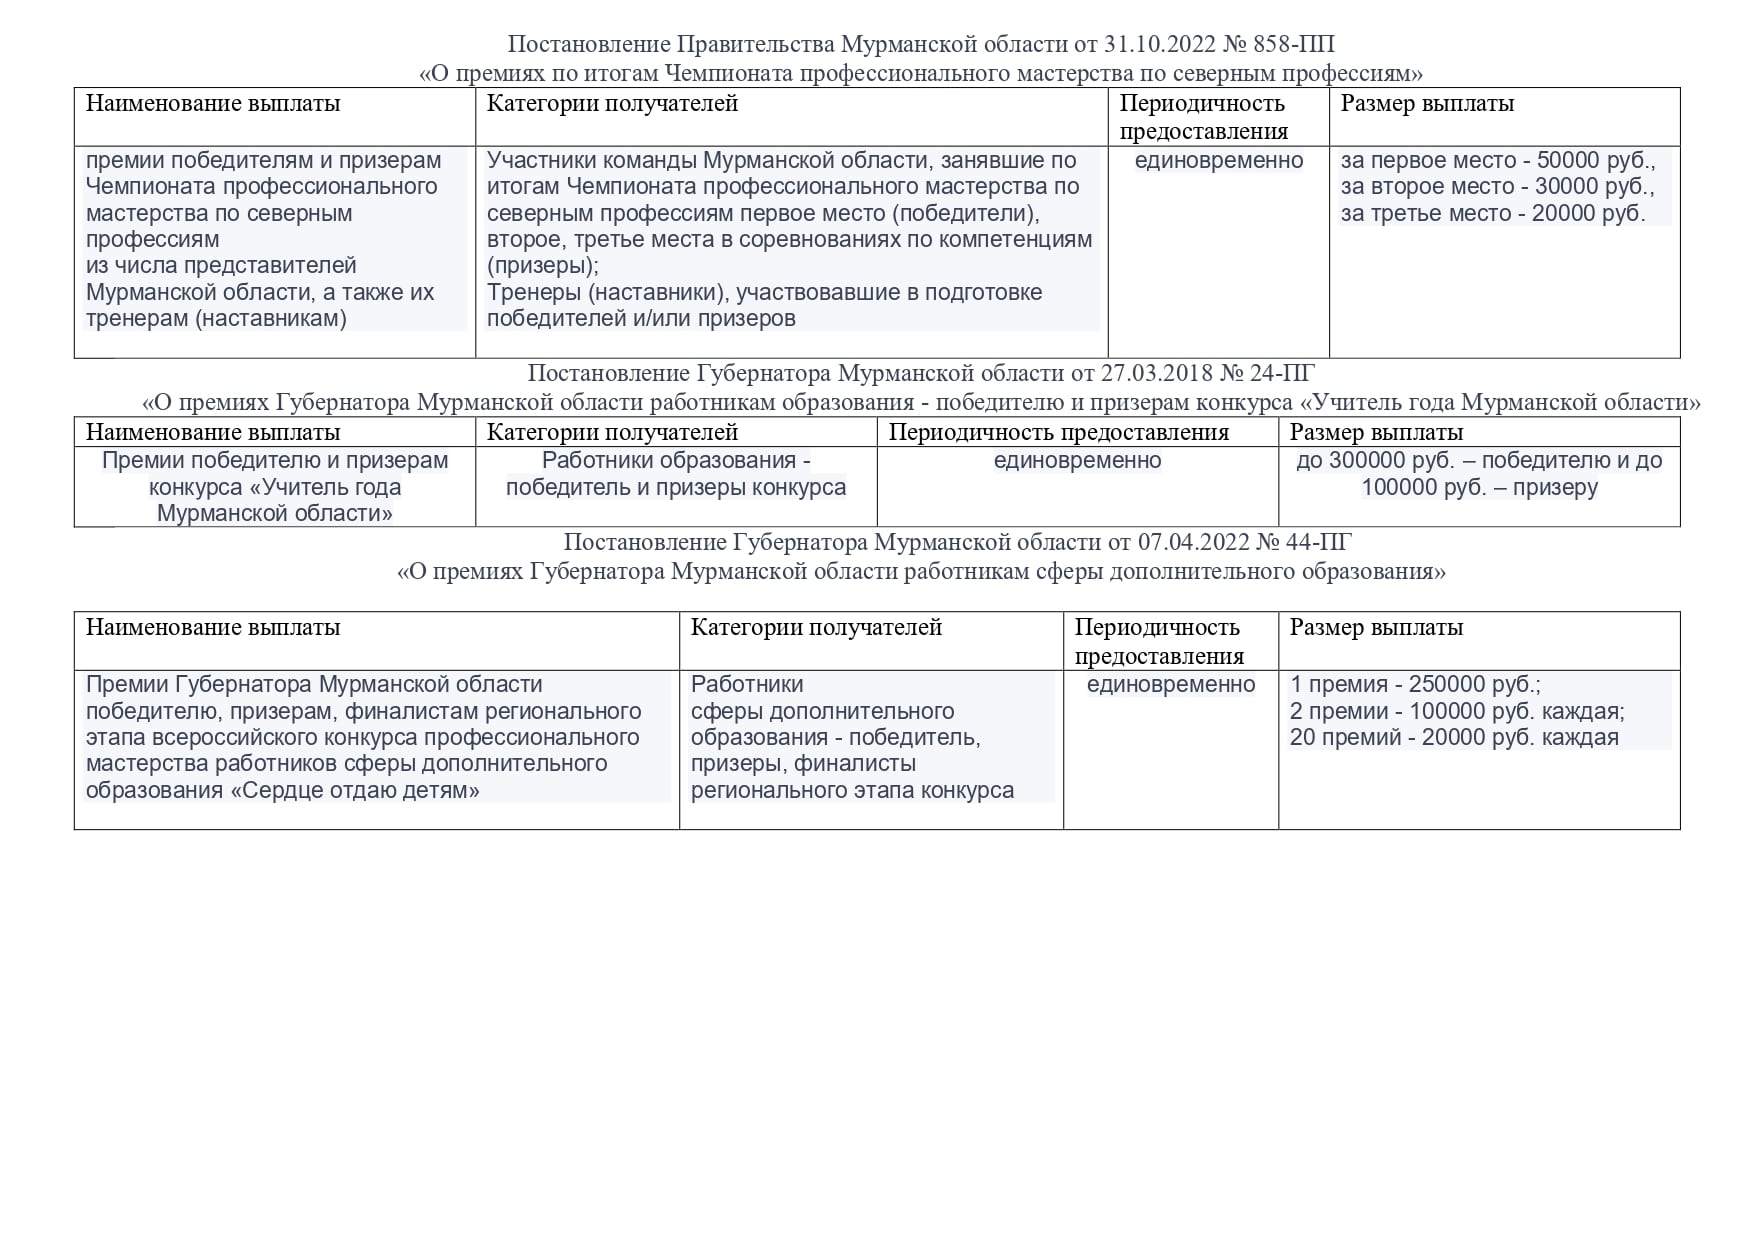 Постановление Правительства Мурманской области от 31.10.2022 № 858-ПП
«О премиях по итогам Чемпионата профессионального мастерства по северным профессиям»
Наименование выплаты
Категории получателей
Периодичность
предоставления
Размер выплаты
премии победителям и призерам
Чемпионата профессионального
мастерства по северным
профессиям
из числа представителей
Мурманской области, а также их
тренерам (наставникам)
Участники команды Мурманской области, занявшие по
итогам Чемпионата профессионального мастерства по
северным профессиям первое место (победители),
второе, третье места в соревнованиях по компетенциям
(призеры);
Тренеры (наставники), участвовавшие в подготовке
победителей и/или призеров
единовременно
за первое место - 50000 руб.,
за второе место - 30000 руб.,
за третье место - 20000 руб.
Постановление Губернатора Мурманской области от 27.03.2018 № 24-ПГ
«О премиях Губернатора Мурманской области работникам образования - победителю и призерам конкурса «Учитель года Мурманской области»
Наименование выплаты
Категории получателей
Периодичность предоставления
Размер выплаты
Премии победителю и призерам
конкурса «Учитель года
Мурманской области»
Работники образования -
победитель и призеры конкурса
единовременно
до 300000 руб. – победителю и до
100000 руб. – призеру
Постановление Губернатора Мурманской области от 07.04.2022 № 44-ПГ
«О премиях Губернатора Мурманской области работникам сферы дополнительного образования»
Наименование выплаты
Категории получателей
Периодичность
предоставления
Размер выплаты
Премии Губернатора Мурманской области
победителю, призерам, финалистам регионального
этапа всероссийского конкурса профессионального
мастерства работников сферы дополнительного
образования «Сердце отдаю детям»
Работники
сферы дополнительного
образования - победитель,
призеры, финалисты
регионального этапа конкурса
единовременно
1 премия - 250000 руб.;
2 премии - 100000 руб. каждая;
20 премий - 20000 руб. каждая